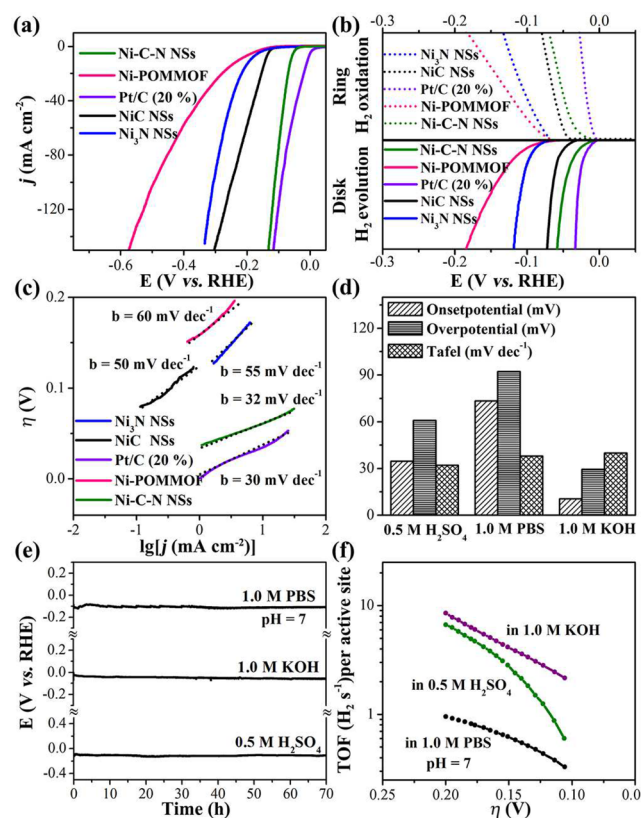 (a)
Ni-C-N NSs
Ni-POMMOF
Pt/C (20 %)
NiC NSs
Ni₃N NSs
0
-40
-80
-120
j (mA cm⁻²)
-0.6 -0.4 -0.2 0.0
E (V vs. RHE)
(b)
-0.3 -0.2 -0.1 0.0
Ring
H₂ oxidation
Ni₃N NSs
NiC NSs
Pt/C (20 %)
Ni-POMMOF
Ni-C-N NSs
Disk
H₂ evolution
Ni-C-N NSs
Ni-POMMOF
Pt/C (20 %)
NiC NSs
Ni₃N NSs
-0.3 -0.2 -0.1 0.0
E (V vs. RHE)
(c)
0.2
0.1
0.0
η (V)
b = 60 mV dec⁻¹
b = 50 mV dec⁻¹
b = 55 mV dec⁻¹
b = 32 mV dec⁻¹
b = 30 mV dec⁻¹
Ni₃N NSs
NiC NSs
Pt/C (20 %)
Ni-POMMOF
Ni-C-N NSs
-2 -1 0 1 2
lg[j (mA cm⁻²)]
(d)
Onsetpotential (mV)
Overpotential (mV)
Tafel (mV dec⁻¹)
120
90
60
30
0
0.5 M H₂SO₄ 1.0 M PBS 1.0 M KOH
(e)
0.2
0.0
-0.2
0.2
0.0
-0.2
0.4
0.0
-0.4
E (V vs. RHE)
1.0 M PBS
pH = 7
1.0 M KOH
0.5 M H₂SO₄
0 10 20 30 40 50 60 70
Time (h)
(f)
10
1
TOF (H₂ s⁻¹)per active site
in 1.0 M KOH
in 0.5 M H₂SO₄
in 1.0 M PBS
pH = 7
0.25 0.20 0.15 0.10 0.05
η (V)